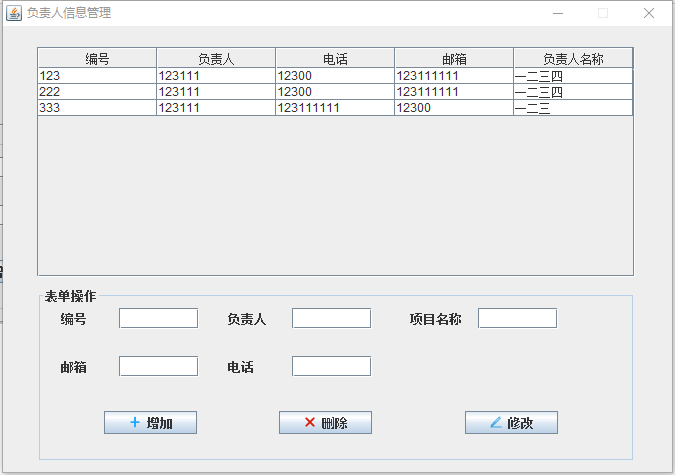 负责人信息管理
编号 负责人 电话 邮箱 负责人名称
123 123111 12300 123111111 一二三四
222 123111 12300 123111111 一二三四
333 123111 123111111 12300 一二三
表单操作
编号 负责人 项目名称
邮箱 电话
增加 删除 修改